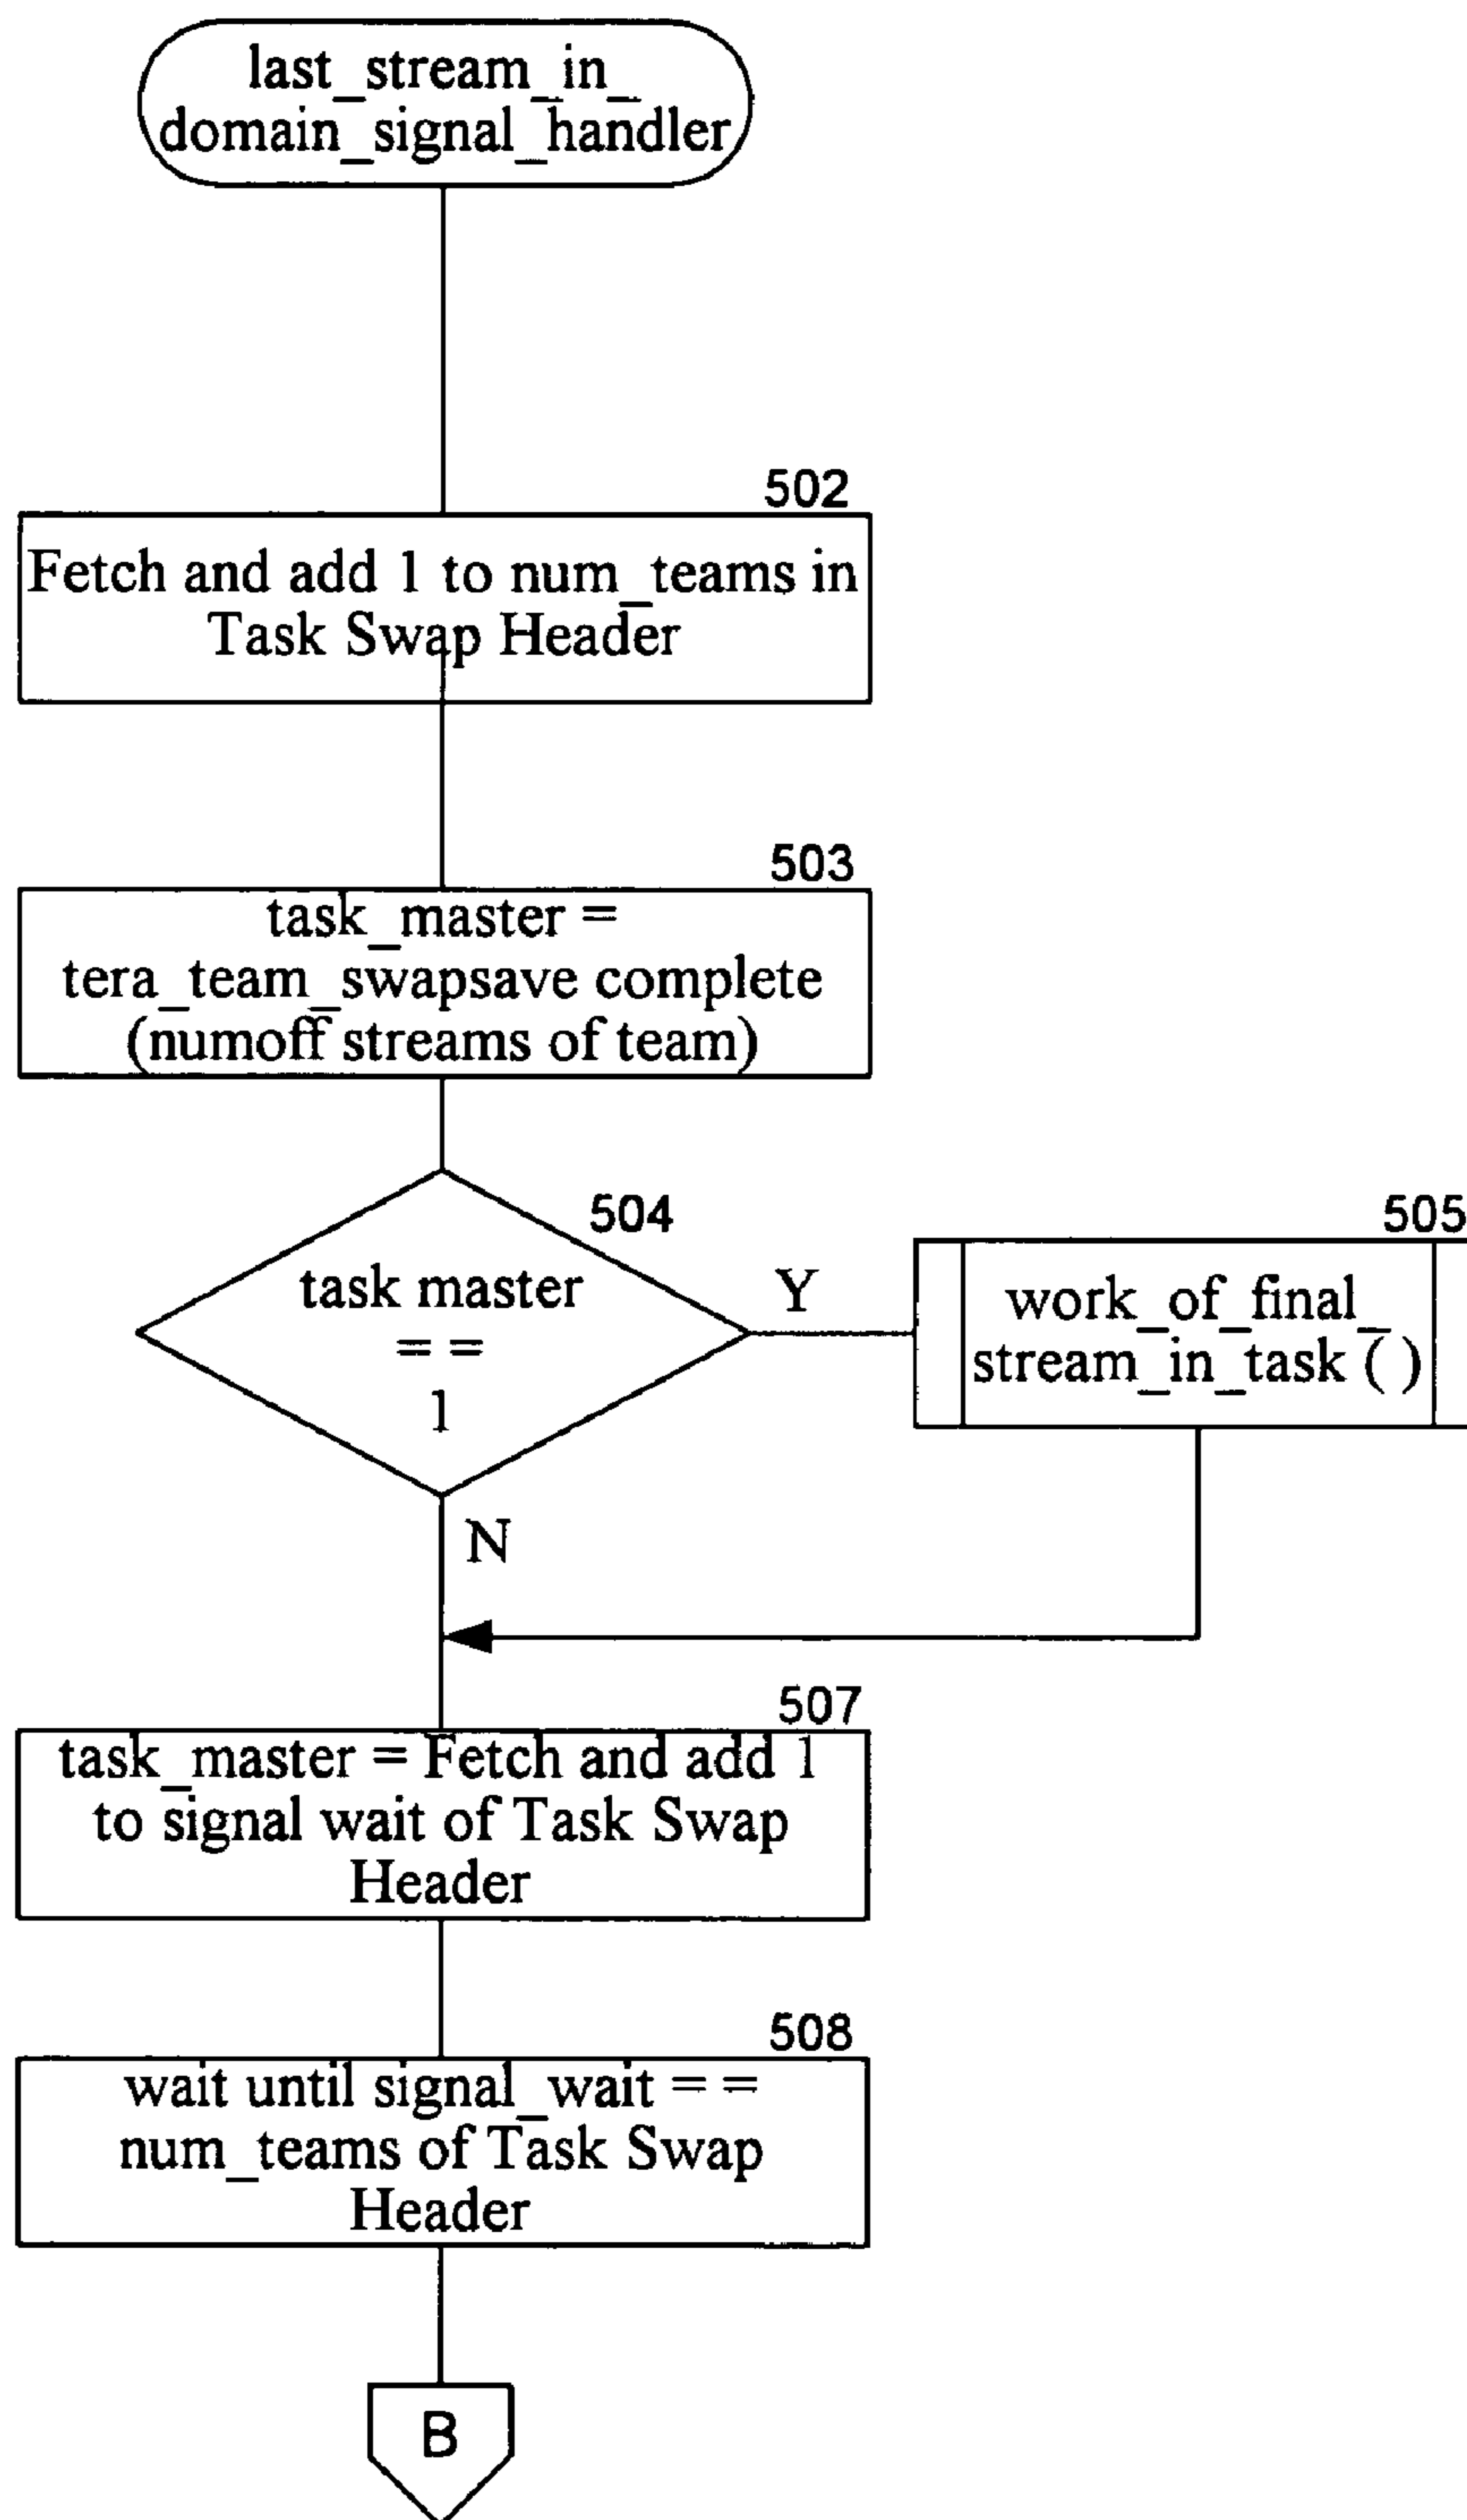 last_stream_in_
domain_signal_handler
502
Fetch and add 1 to num_teams in
Task Swap Header
503
task_master =
tera_team_swapsave complete
(numoff streams of team)
504
task master
= =
1
Y
505
work_of_final_
stream_in_task ( )
N
507
task_master = Fetch and add 1
to signal wait of Task Swap
Header
508
wait until signal_wait = =
num_teams of Task Swap
Header
B